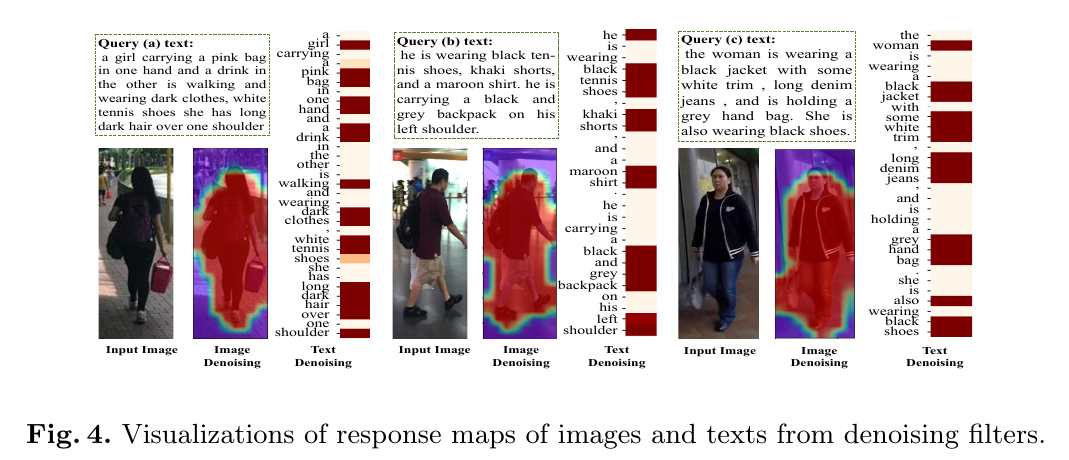 Query (a) text:
a girl carrying a pink bag
in one hand and a drink in
the other is walking and
wearing dark clothes, white
tennis shoes she has long
dark hair over one shoulder
a
girl
carrying
a
pink
bag
in
one
hand
and
a
drink
in
the
other
is
walking
and
wearing
dark
clothes
,
white
tennis
shoes
she
has
long
dark
hair
over
one
shoulder
Input Image
Image
Denoising
Text
Denoising
Query (b) text:
he is wearing black ten-
nis shoes, khaki shorts,
and a maroon shirt. he is
carrying a black and
grey backpack on his
left shoulder.
he
is
wearing
black
tennis
shoes
,
khaki
shorts
,
and
a
maroon
shirt
.
he
is
carrying
a
black
and
grey
backpack
on
his
left
shoulder
Input Image
Image
Denoising
Text
Denoising
Query (c) text:
the woman is wearing a
black jacket with some
white trim , long denim
jeans , and is holding a
grey hand bag. She is
also wearing black shoes.
the
woman
is
wearing
a
black
jacket
with
some
white
trim
,
long
denim
jeans
,
and
is
holding
a
grey
hand
bag
.
she
is
also
wearing
black
shoes
Input Image
Image
Denoising
Text
Denoising
Fig. 4. Visualizations of response maps of images and texts from denoising filters.